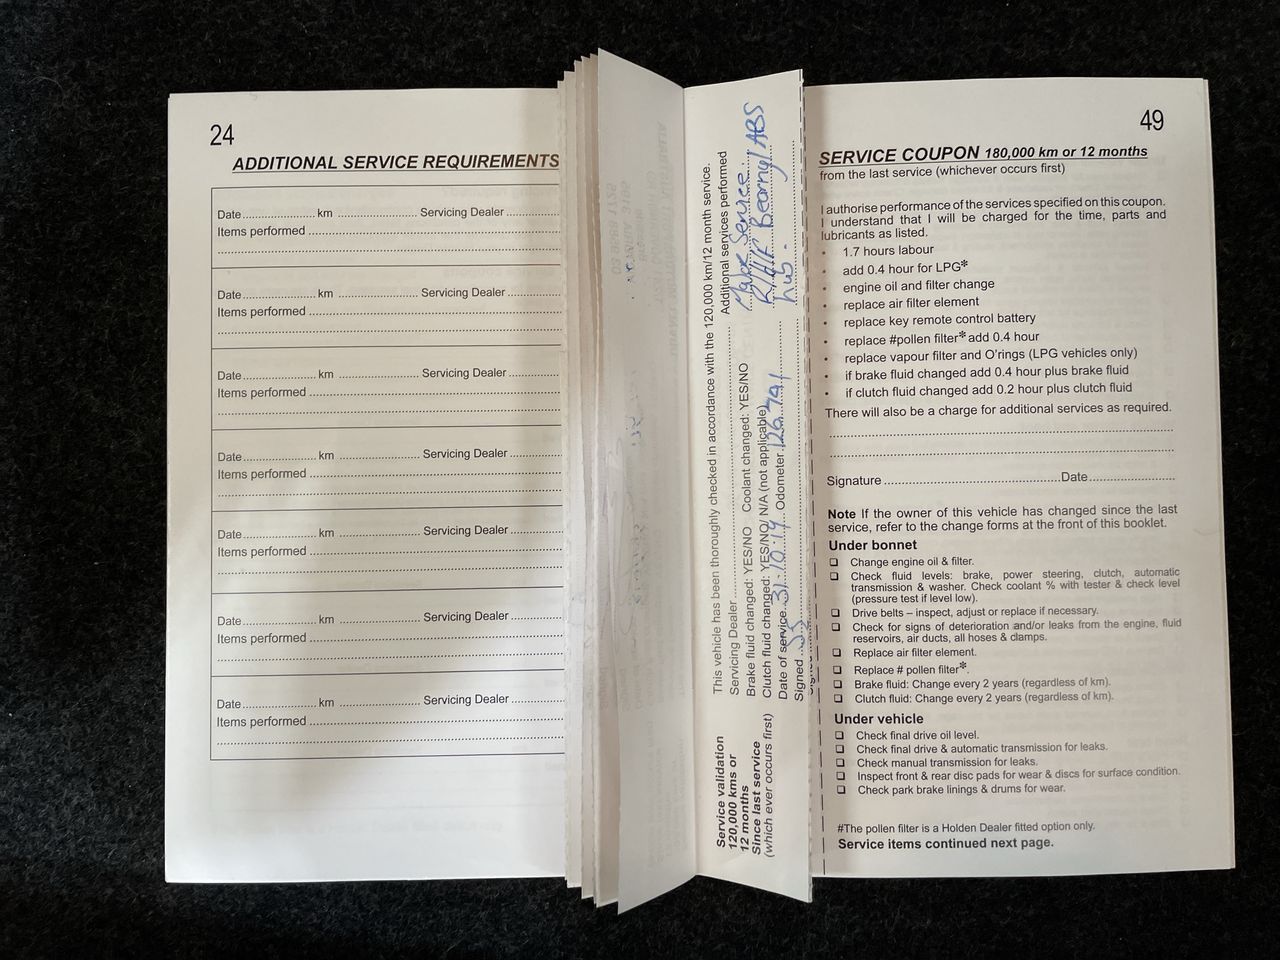 24
ADDITIONAL SERVICE REQUIREMENTS
Date.................... km ...................... Servicing Dealer ..............
Items performed ..............................................................
..............................................................
Date.................... km ...................... Servicing Dealer ..............
Items performed ..............................................................
..............................................................
Date.................... km ...................... Servicing Dealer ..............
Items performed ..............................................................
..............................................................
Date.................... km ...................... Servicing Dealer ..............
Items performed ..............................................................
..............................................................
Date.................... km ...................... Servicing Dealer ..............
Items performed ..............................................................
..............................................................
Date.................... km ...................... Servicing Dealer ..............
Items performed ..............................................................
..............................................................
Date.................... km ...................... Servicing Dealer ..............
Items performed ..............................................................
..............................................................
Service validation
120,000 kms or
12 months
Since last service
(which ever occurs first)
This vehicle has been thoroughly checked in accordance with the 120,000 km/12 month service.
Servicing Dealer.............................. Additional services performed
Brake fluid changed: YES/NO Coolant changed: YES/NO Major Service.
Clutch fluid changed: YES/NO/ N/A (not applicable) Bearing/ABS
Date of service 31.10.19 Odometer hub.
Signed
49
SERVICE COUPON 180,000 km or 12 months
from the last service (whichever occurs first)
I authorise performance of the services specified on this coupon.
I understand that I will be charged for the time, parts and
lubricants as listed.
• 1.7 hours labour
• add 0.4 hour for LPG*
• engine oil and filter change
• replace air filter element
• replace key remote control battery
• replace #pollen filter* add 0.4 hour
• replace vapour filter and O'rings (LPG vehicles only)
• if brake fluid changed add 0.4 hour plus brake fluid
• if clutch fluid changed add 0.2 hour plus clutch fluid
There will also be a charge for additional services as required.
..............................................................
..............................................................
Signature ..............................................Date..............................
Note If the owner of this vehicle has changed since the last
service, refer to the change forms at the front of this booklet.
Under bonnet
❑ Change engine oil & filter.
❑ Check fluid levels: brake, power steering, clutch, automatic
transmission & washer. Check coolant % with tester & check level
(pressure test if level low).
❑ Drive belts – inspect, adjust or replace if necessary.
❑ Check for signs of deterioration and/or leaks from the engine, fluid
reservoirs, air ducts, all hoses & clamps.
❑ Replace air filter element.
❑ Replace # pollen filter*.
❑ Brake fluid: Change every 2 years (regardless of km).
❑ Clutch fluid: Change every 2 years (regardless of km).
Under vehicle
❑ Check final drive oil level.
❑ Check final drive & automatic transmission for leaks.
❑ Check manual transmission for leaks.
❑ Inspect front & rear disc pads for wear & discs for surface condition.
❑ Check park brake linings & drums for wear.
#The pollen filter is a Holden Dealer fitted option only.
Service items continued next page.